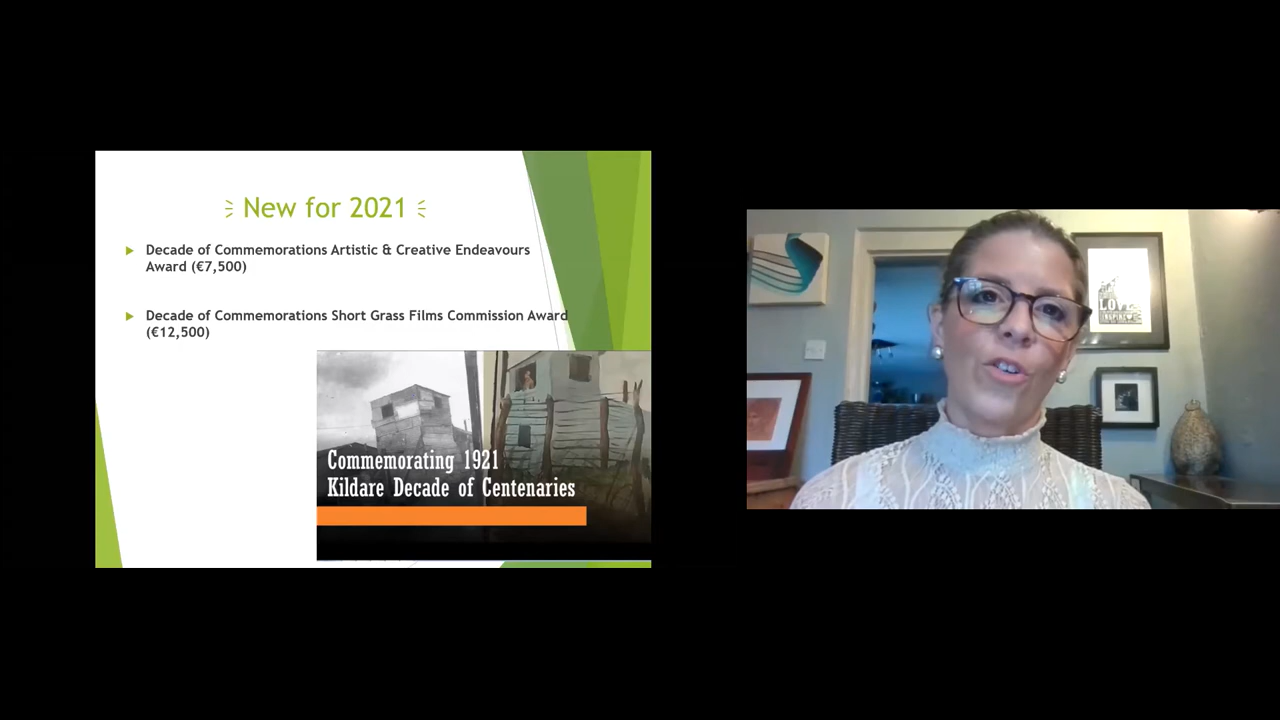 New for 2021
Decade of Commemorations Artistic & Creative Endeavours
Award (€7,500)
Decade of Commemorations Short Grass Films Commission Award
(€12,500)
Commemorating 1921
Kildare Decade of Centenaries
LOVE